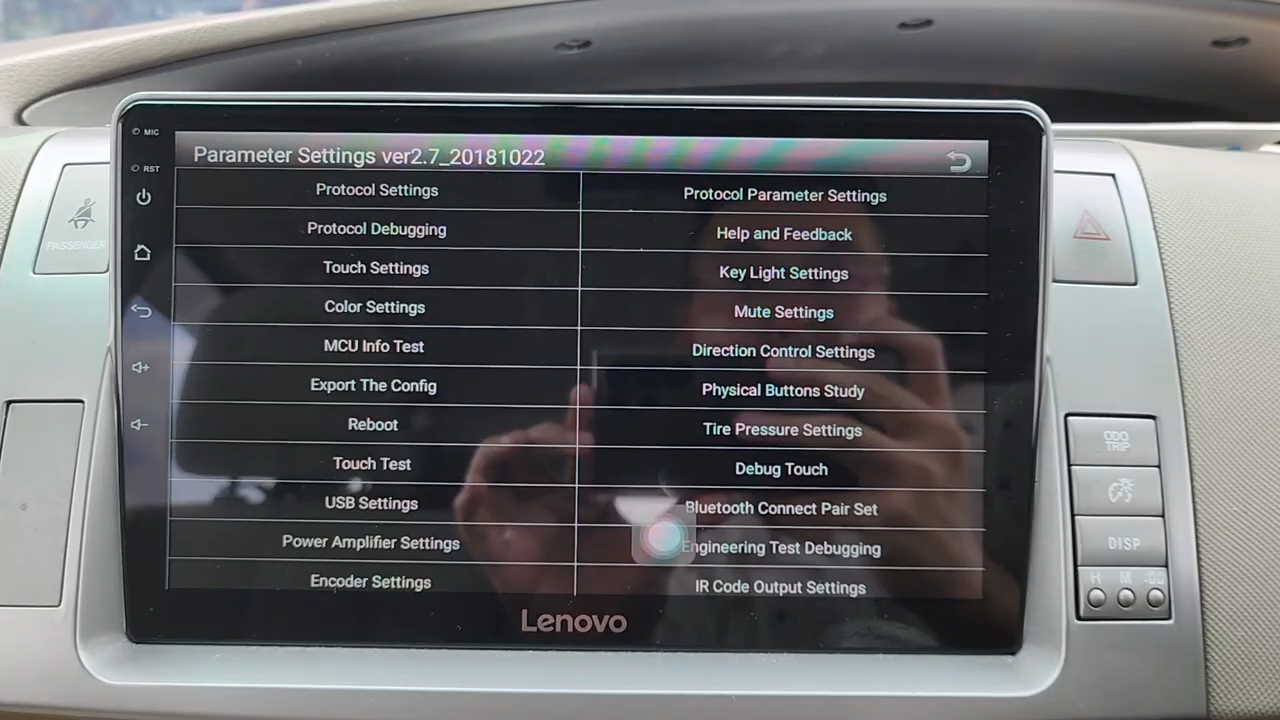 MIC
RST
PASSENGER
Parameter Settings ver2.7_20181022
Protocol Settings
Protocol Parameter Settings
Protocol Debugging
Help and Feedback
Touch Settings
Key Light Settings
Color Settings
Mute Settings
MCU Info Test
Direction Control Settings
Export The Config
Physical Buttons Study
Reboot
Tire Pressure Settings
Touch Test
Debug Touch
USB Settings
Bluetooth Connect Pair Set
Power Amplifier Settings
Engineering Test Debugging
Encoder Settings
IR Code Output Settings
Lenovo
ODO
TRIP
DISP
H M :00